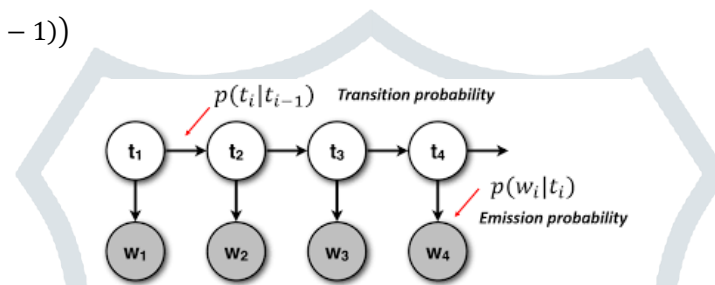 − 1))
p(t_i|t_{i−1}) Transition probability
t₁ t₂ t₃ t₄
p(w_i|t_i)
Emission probability
w₁ w₂ w₃ w₄